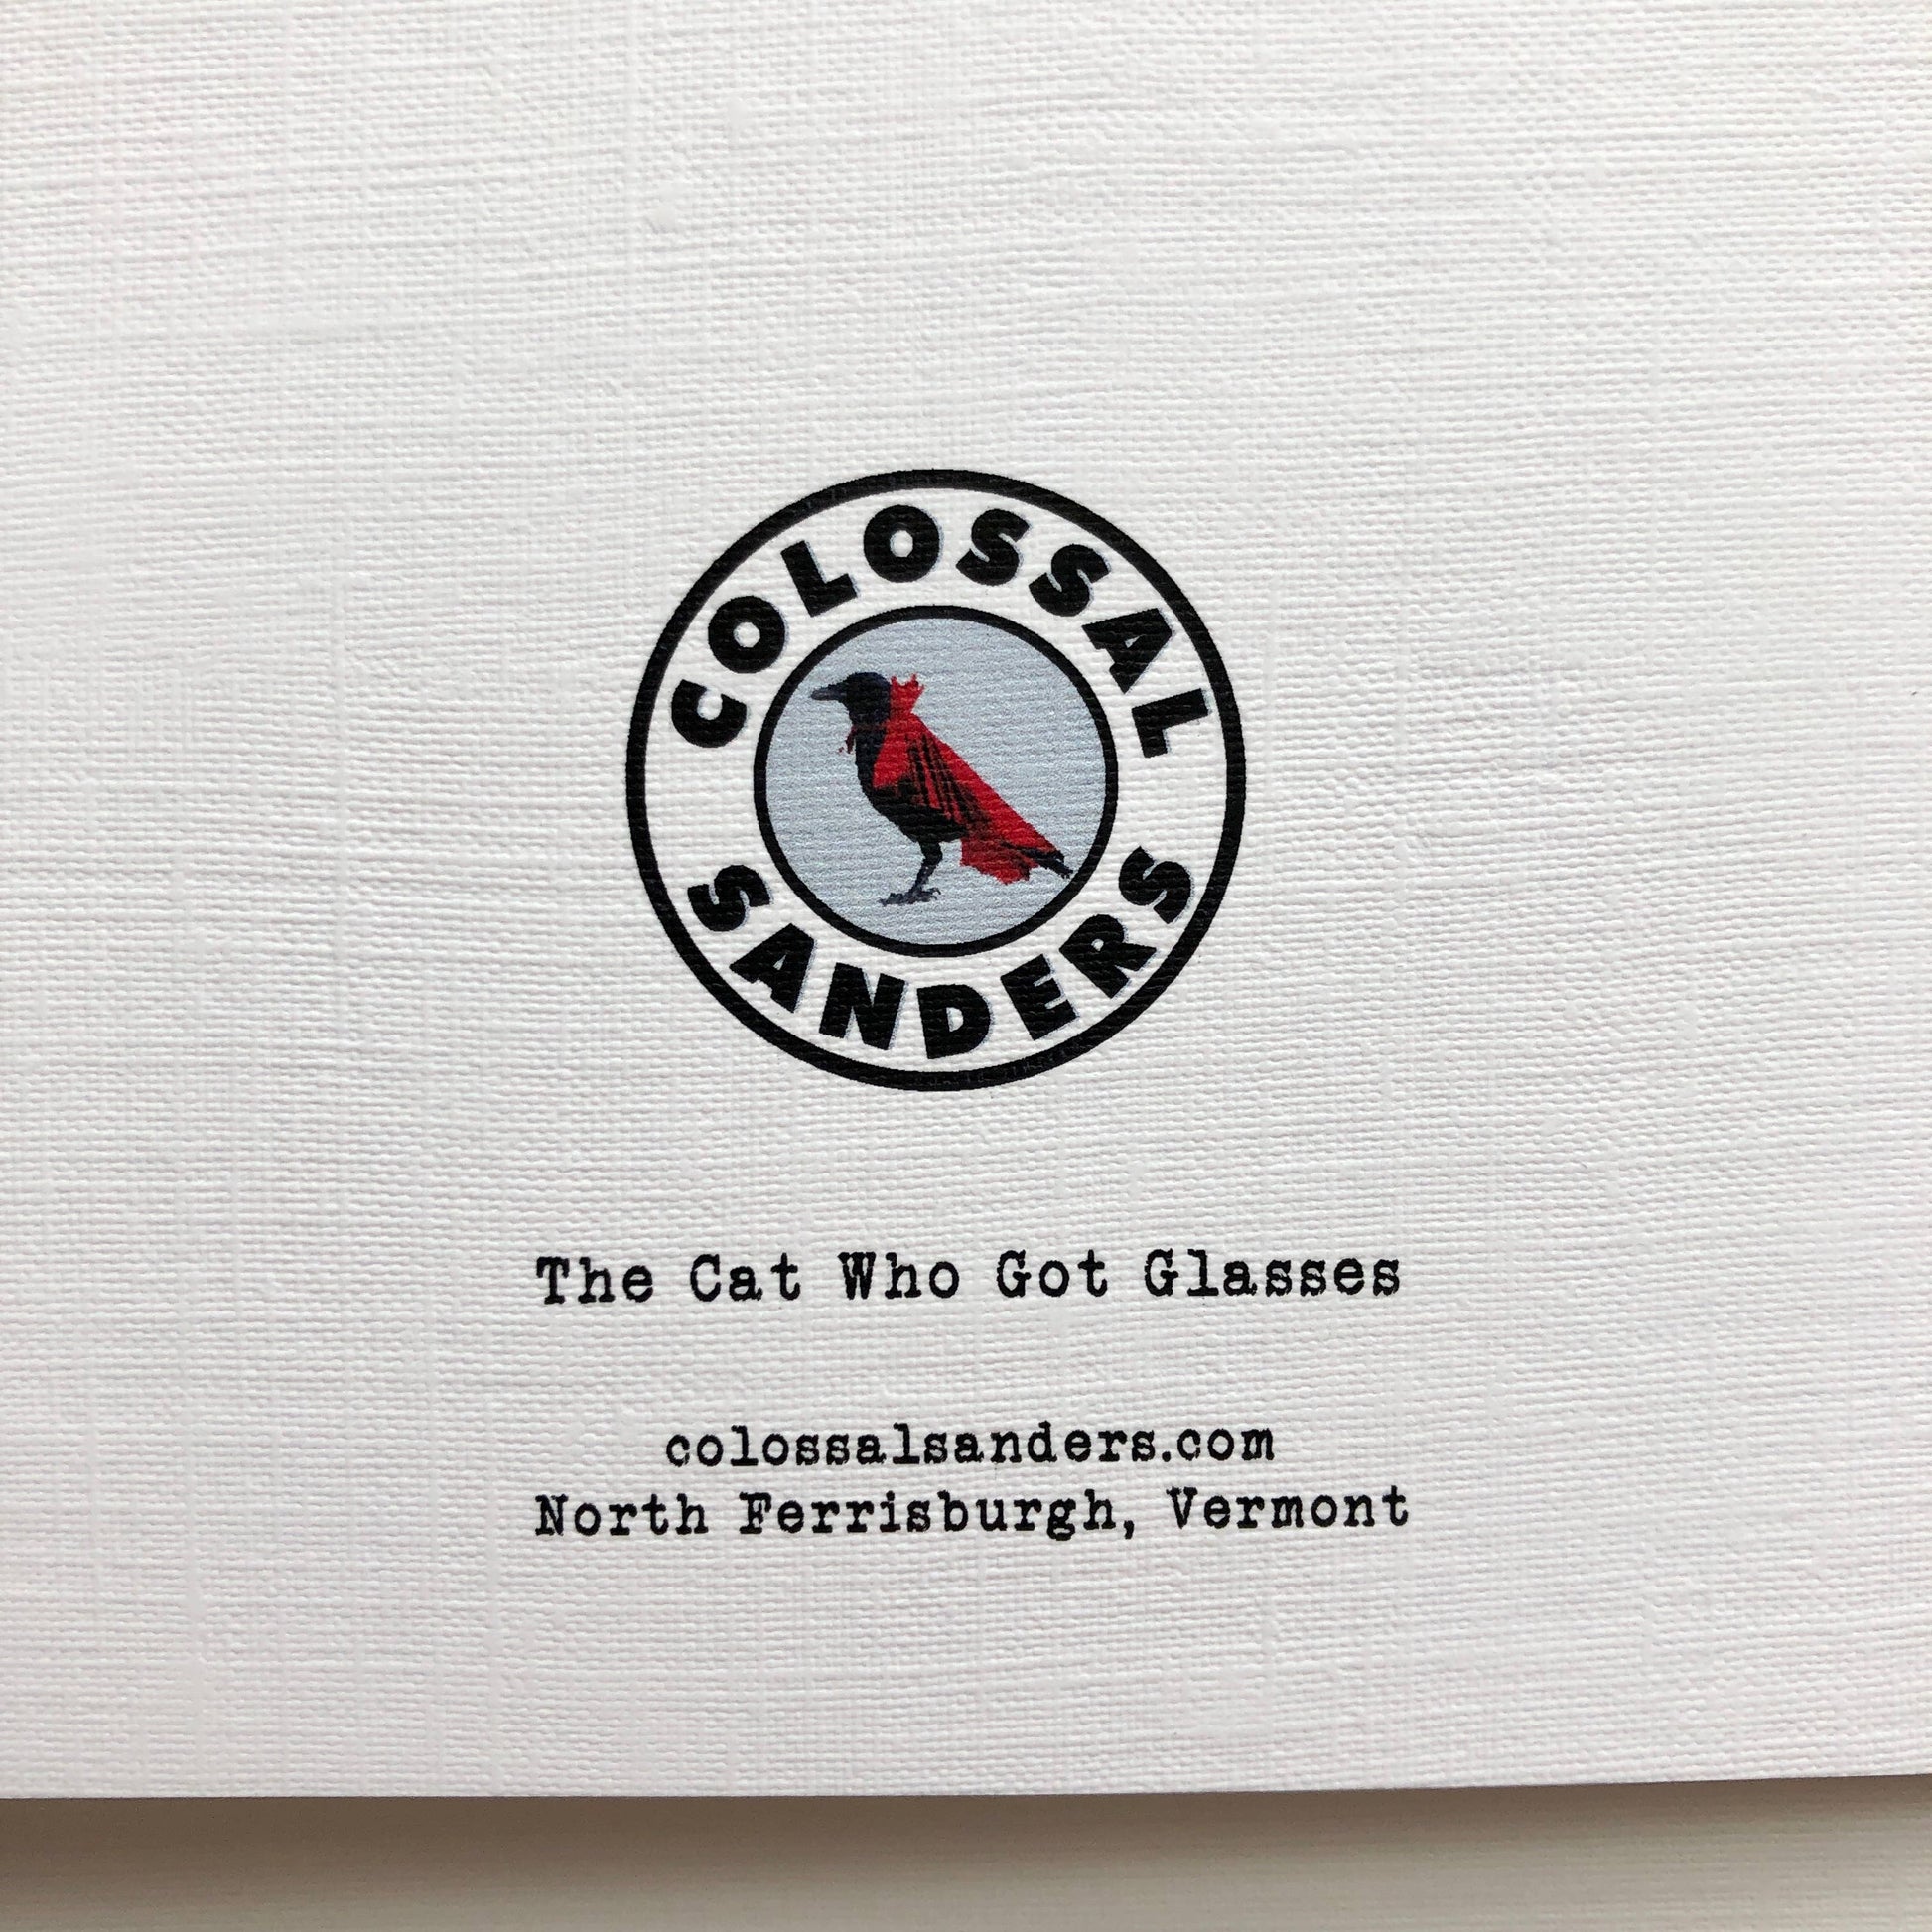 COLOSSAL
SANDERS
The Cat Who Got Glasses
colossalsanders.com
North Ferrisburgh, Vermont